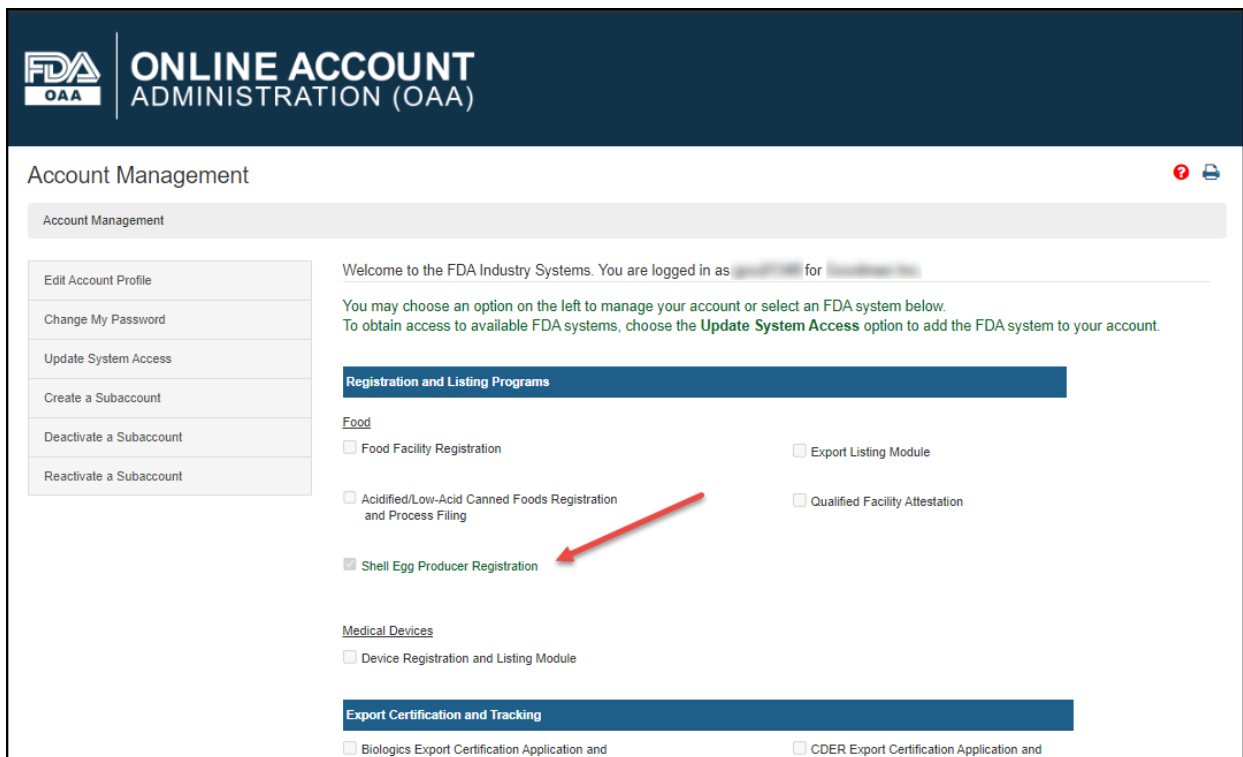 FDA
OAA
ONLINE ACCOUNT
ADMINISTRATION (OAA)
Account Management
Account Management
Edit Account Profile
Change My Password
Update System Access
Create a Subaccount
Deactivate a Subaccount
Reactivate a Subaccount
Welcome to the FDA Industry Systems. You are logged in as for
You may choose an option on the left to manage your account or select an FDA system below.
To obtain access to available FDA systems, choose the Update System Access option to add the FDA system to your account.
Registration and Listing Programs
Food
Food Facility Registration
Export Listing Module
Acidified/Low-Acid Canned Foods Registration
and Process Filing
Qualified Facility Attestation
Shell Egg Producer Registration
Medical Devices
Device Registration and Listing Module
Export Certification and Tracking
Biologics Export Certification Application and
CDER Export Certification Application and